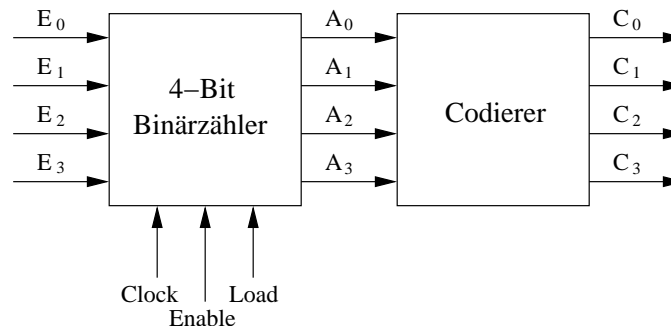 E0 A0 C0
E1 A1 C1
4–Bit
Binärzähler
Codierer
E2 A2 C2
E3 A3 C3
Clock Load
Enable